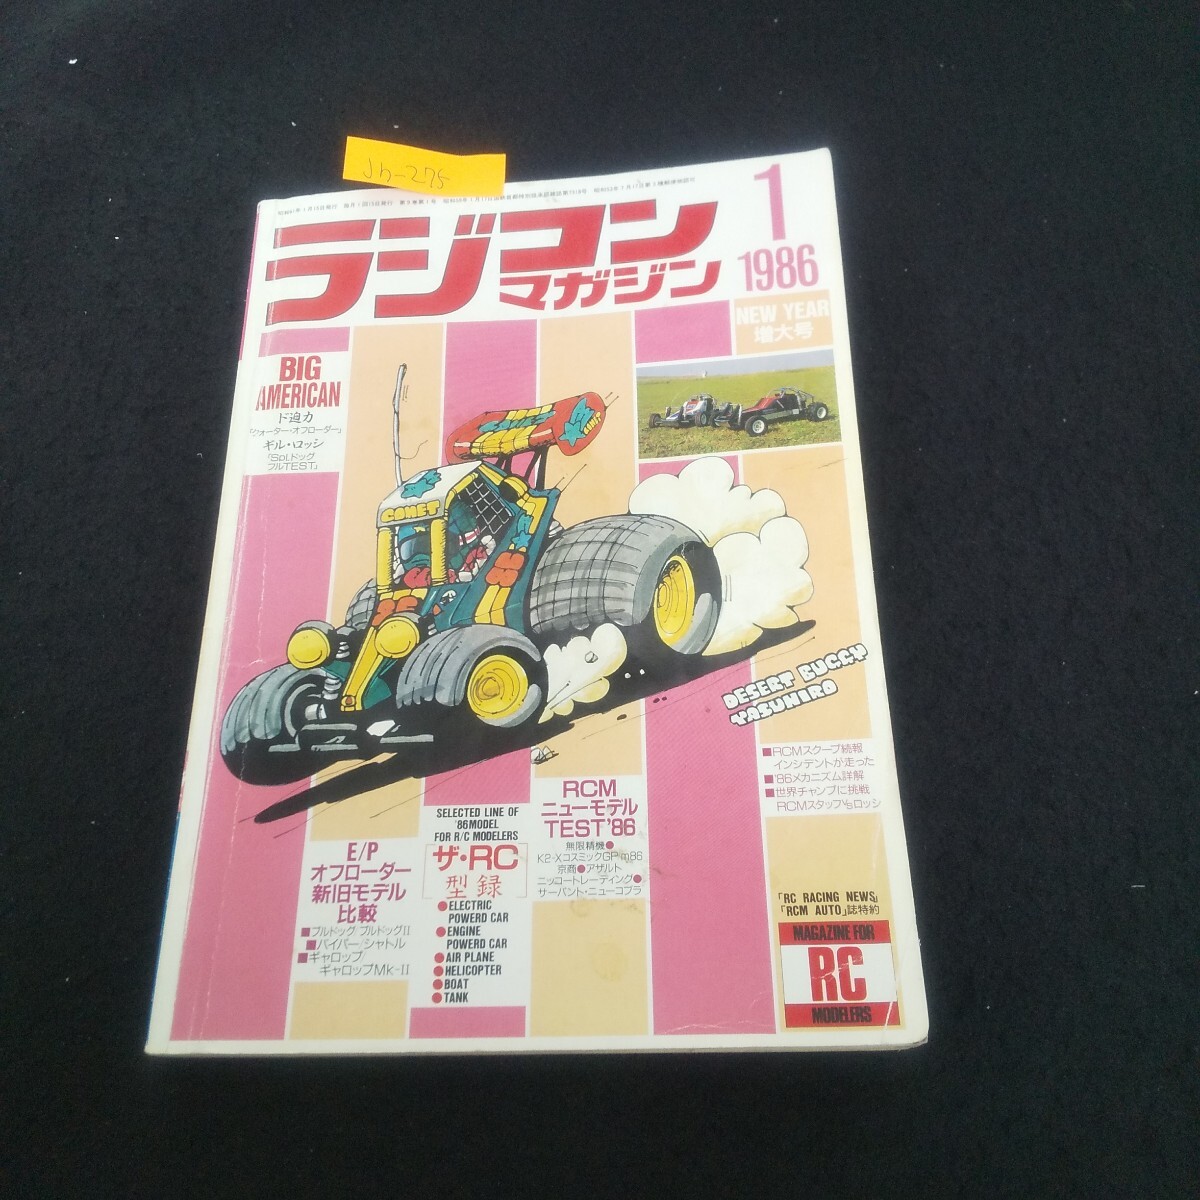 Jh-275
ラジコン
マガジン
1
1986
NEW YEAR
増大号
BIG
AMERICAN
ド迫力
「クォーター・オフローダー」
ギル・ロッシ
「Spl.ドッグ
フルTEST」
COMET
DESERT BUGGY
YASUHIRO
■RCMスクープ続報
インシデントが走った
■'86メカニズム詳解
■世界チャンプに挑戦
RCMスタッフVSロッシ
RCM
ニューモデル
TEST'86
無限精機●
K2-XコスミックGP m86
京商●アザルト
ニッコートレーディング●
サーパント・ニューコブラ
SELECTED LINE OF
'86MODEL
FOR R/C MODELERS
ザ・RC
型録
●ELECTRIC
POWERD CAR
●ENGINE
POWERD CAR
●AIR PLANE
●HELICOPTER
●BOAT
●TANK
E/P
オフローダー
新旧モデル
比較
■ブルドッグ/ブルドッグII
■バイパー/シャトル
■ギャロップ/
ギャロップMk-II
「RC RACING NEWS」
「RCM AUTO」誌特約
MAGAZINE FOR
RC
MODELERS